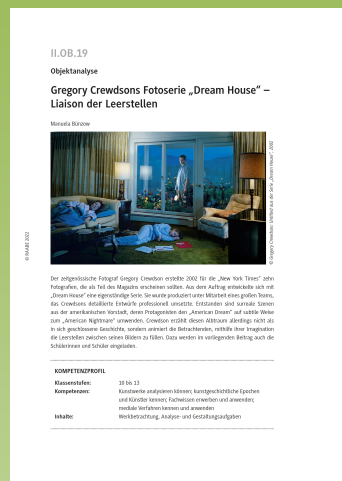 II.OB.19
Objektanalyse
Gregory Crewdsons Fotoserie „Dream House“ –
Liaison der Leerstellen
Manuela Bünzow
© Gregory Crewdson: Untitled aus der Serie „Dream House“, 2002
© RAABE 2022
Der zeitgenössische Fotograf Gregory Crewdson erstellte 2002 für die „New York Times“ zehn
Fotografien, die als Teil des Magazins erscheinen sollten. Aus dem Auftrag entwickelte sich mit
„Dream House“ eine eigenständige Serie. Sie wurde produziert unter Mitarbeit eines großen Teams,
das Crewdsons detaillierte Entwürfe professionell umsetzte. Entstanden sind surreale Szenen
aus der amerikanischen Vorstadt, deren Protagonisten den „American Dream“ auf subtile Weise
zum „American Nightmare“ umwenden. Crewdson erzählt diesen Albtraum allerdings nicht als
in sich geschlossene Geschichte, sondern animiert die Betrachtenden, mithilfe ihrer Imagination
die Leerstellen zwischen seinen Bildern zu füllen. Dazu werden im vorliegenden Beitrag auch die
Schülerinnen und Schüler eingeladen.
KOMPETENZPROFIL
Klassenstufen: 10 bis 13
Kompetenzen: Kunstwerke analysieren können; kunstgeschichtliche Epochen
und Künstler kennen; Fachwissen erwerben und anwenden;
mediale Verfahren kennen und anwenden
Inhalte: Werkbetrachtung, Analyse- und Gestaltungsaufgaben